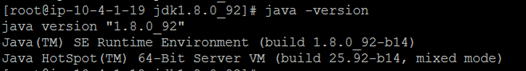 [root@ip-10-4-1-19 jdk1.8.0_92]# java -version
java version "1.8.0_92"
Java(TM) SE Runtime Environment (build 1.8.0_92-b14)
Java HotSpot(TM) 64-Bit Server VM (build 25.92-b14, mixed mode)